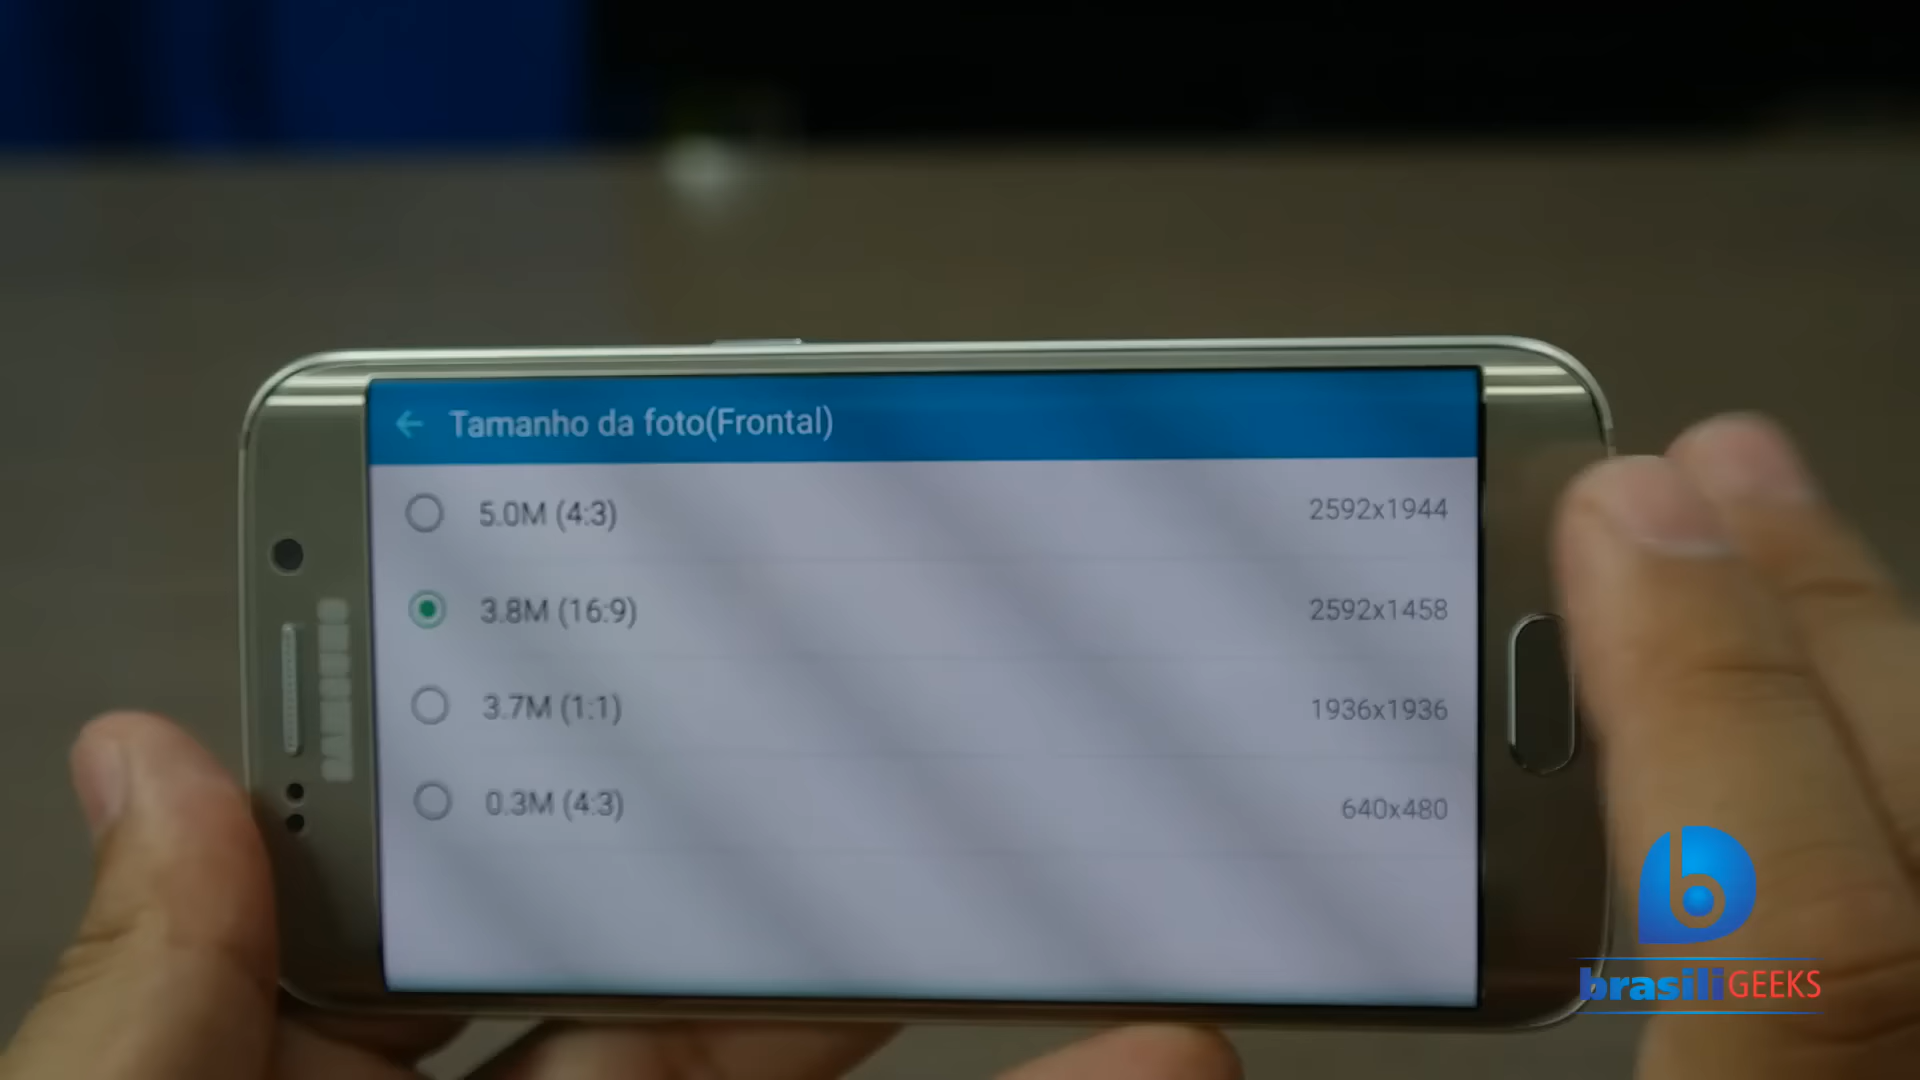 Tamanho da foto(Frontal)
5.0M (4:3) 2592x1944
3.8M (16:9) 2592x1458
3.7M (1:1) 1936x1936
0.3M (4:3) 640x480
b
brasiliGEEKS